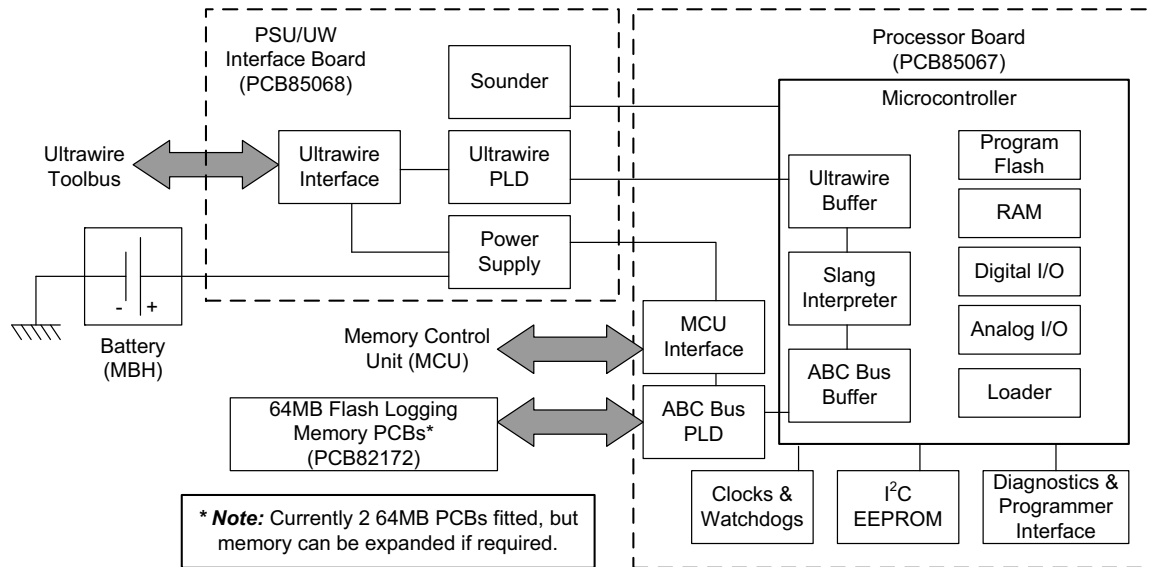 PSU/UW
Interface Board
(PCB85068)
Sounder
Ultrawire
Toolbus
Ultrawire
Interface
Ultrawire
PLD
Power
Supply
- +
Battery
(MBH)
Processor Board
(PCB85067)
Microcontroller
Ultrawire
Buffer
Slang
Interpreter
ABC Bus
Buffer
Program
Flash
RAM
Digital I/O
Analog I/O
Loader
Memory Control
Unit (MCU)
MCU
Interface
64MB Flash Logging
Memory PCBs*
(PCB82172)
ABC Bus
PLD
Clocks &
Watchdogs
I²C
EEPROM
Diagnostics &
Programmer
Interface
* Note: Currently 2 64MB PCBs fitted, but
memory can be expanded if required.